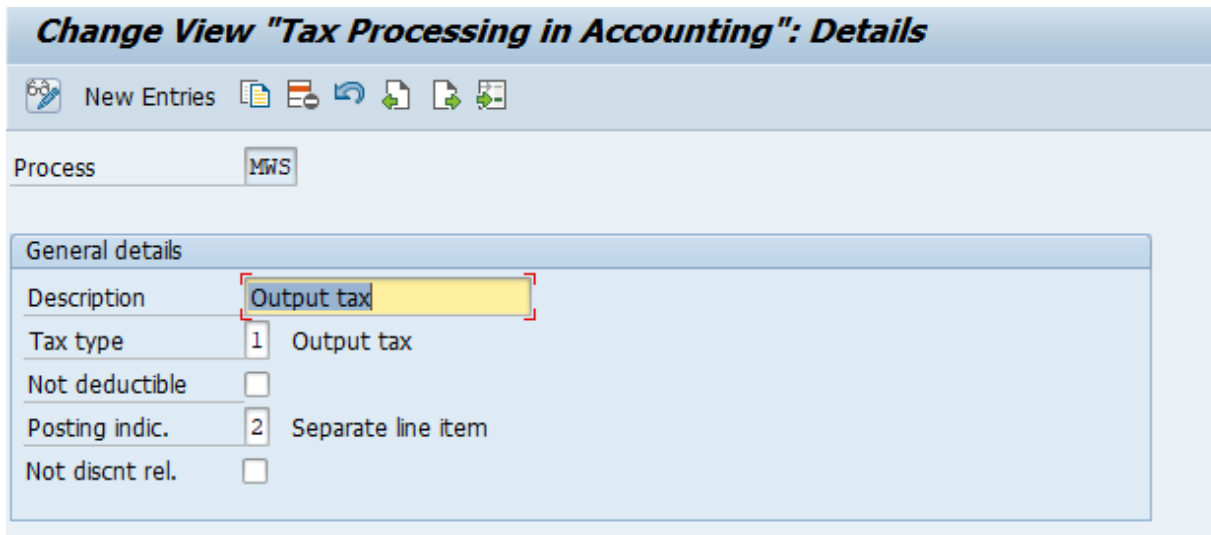 Change View "Tax Processing in Accounting": Details
New Entries
Process MWS
General details
Description Output tax
Tax type 1 Output tax
Not deductible
Posting indic. 2 Separate line item
Not discnt rel.